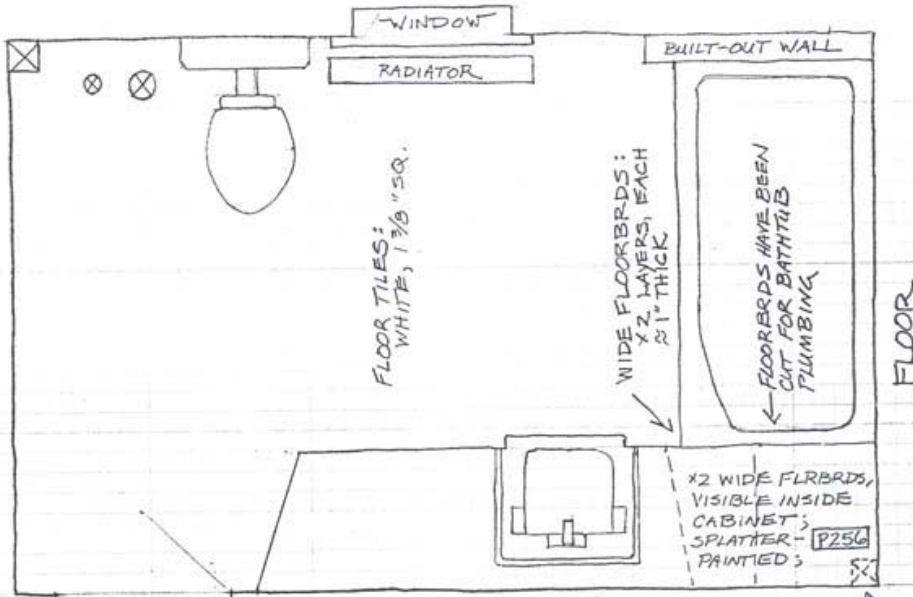 WINDOW
BUILT-OUT WALL
RADIATOR
FLOOR TILES:
WHITE, 1 3/8" SQ.
WIDE FLOORBRDS:
x2 LAYERS, EACH
≈1" THICK
FLOORBRDS HAVE BEEN
CUT FOR BATHTUB
PLUMBING
FLOOR
x2 WIDE FLRBRDS,
VISIBLE INSIDE
CABINET;
SPLATTER- P256
PAINTIED;